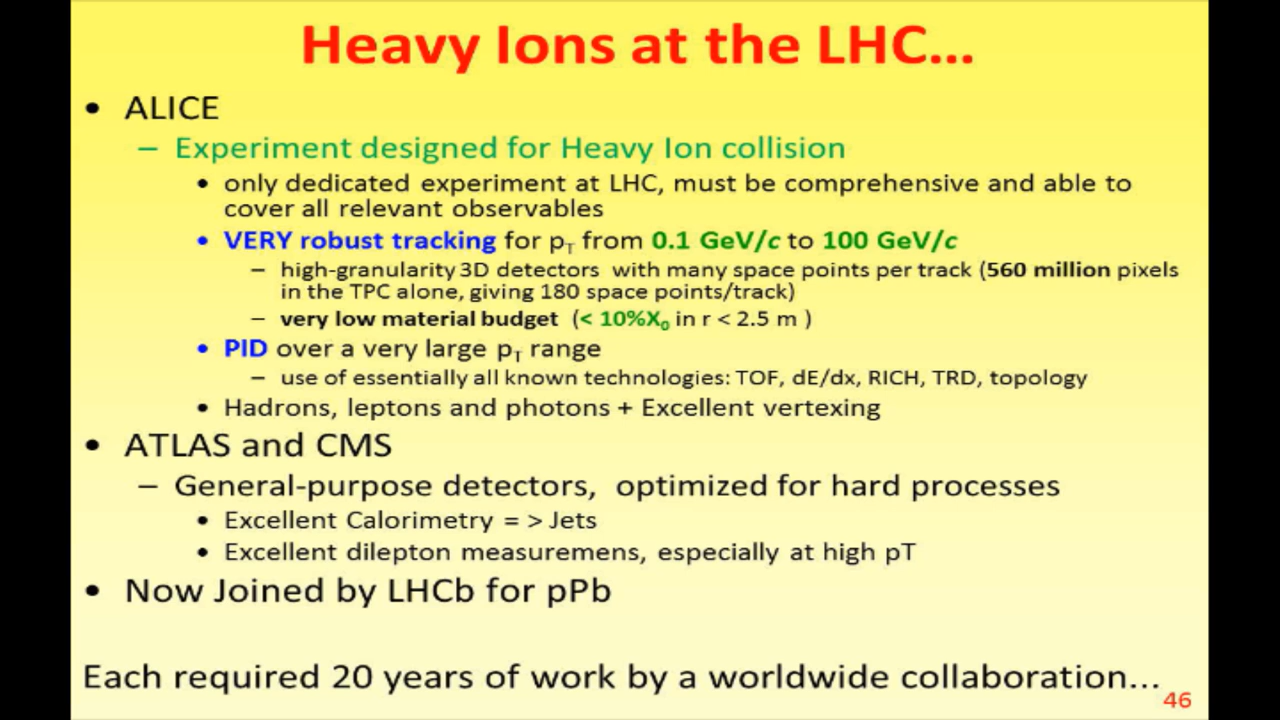 Heavy Ions at the LHC...
• ALICE
– Experiment designed for Heavy Ion collision
• only dedicated experiment at LHC, must be comprehensive and able to
cover all relevant observables
• VERY robust tracking for pT from 0.1 GeV/c to 100 GeV/c
– high-granularity 3D detectors with many space points per track (560 million pixels
in the TPC alone, giving 180 space points/track)
– very low material budget (< 10%X0 in r < 2.5 m )
• PID over a very large pT range
– use of essentially all known technologies: TOF, dE/dx, RICH, TRD, topology
• Hadrons, leptons and photons + Excellent vertexing
• ATLAS and CMS
– General-purpose detectors, optimized for hard processes
• Excellent Calorimetry = > Jets
• Excellent dilepton measuremens, especially at high pT
• Now Joined by LHCb for pPb
Each required 20 years of work by a worldwide collaboration...
46